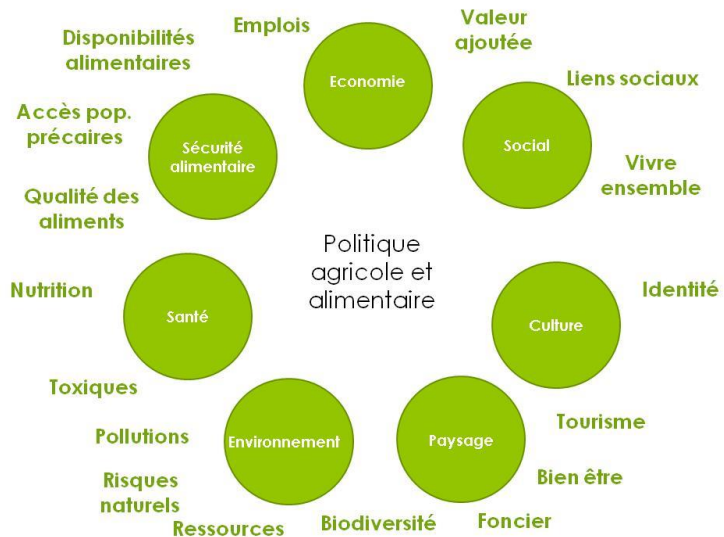 Valeur
ajoutée
Emplois
Disponibilités
alimentaires
Economie
Liens sociaux
Accès pop.
précaires
Sécurité
alimentaire
Social
Vivre
ensemble
Qualité des
aliments
Politique
agricole et
alimentaire
Nutrition
Identité
Santé
Culture
Toxiques
Tourisme
Pollutions
Environnement
Paysage
Bien être
Risques
naturels
Ressources
Biodiversité
Foncier